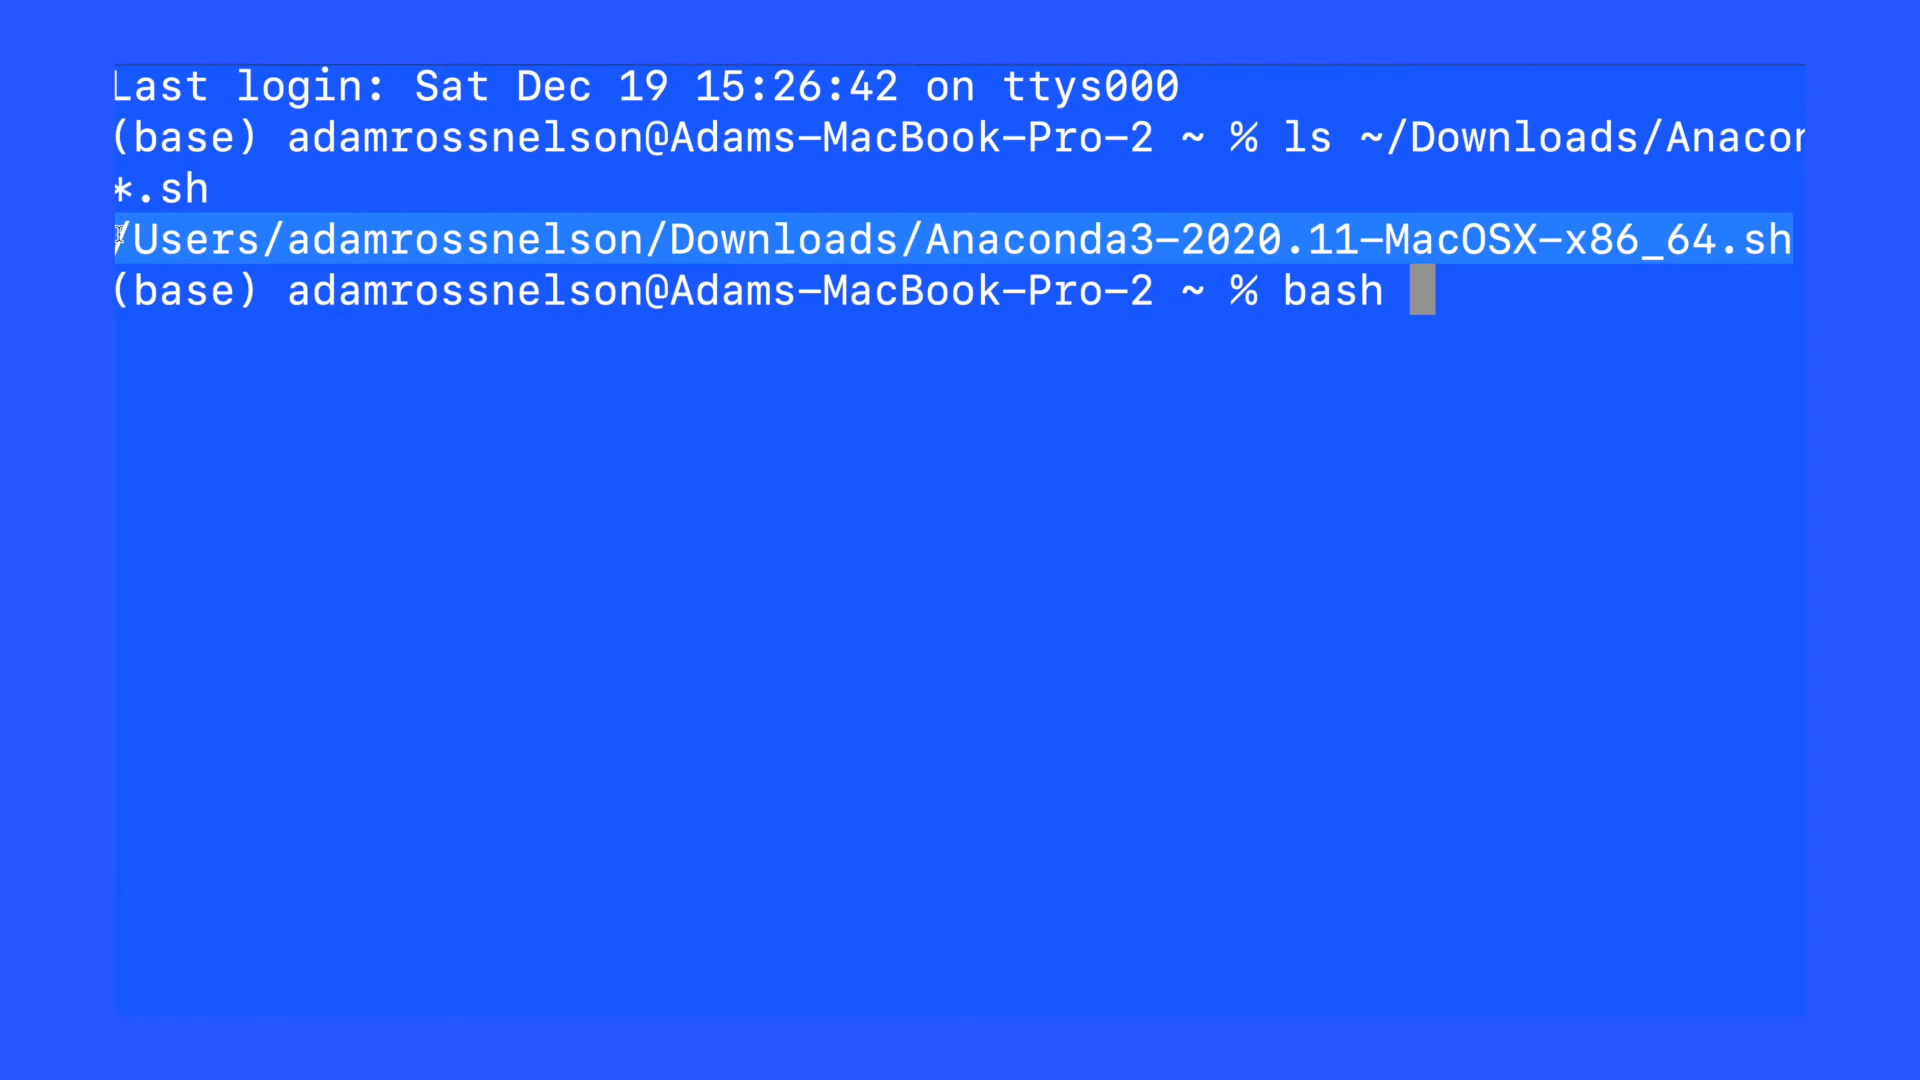 Last login: Sat Dec 19 15:26:42 on ttys000
(base) adamrossnelson@Adams-MacBook-Pro-2 ~ % ls ~/Downloads/Anacon
*.sh
/Users/adamrossnelson/Downloads/Anaconda3-2020.11-MacOSX-x86_64.sh
(base) adamrossnelson@Adams-MacBook-Pro-2 ~ % bash